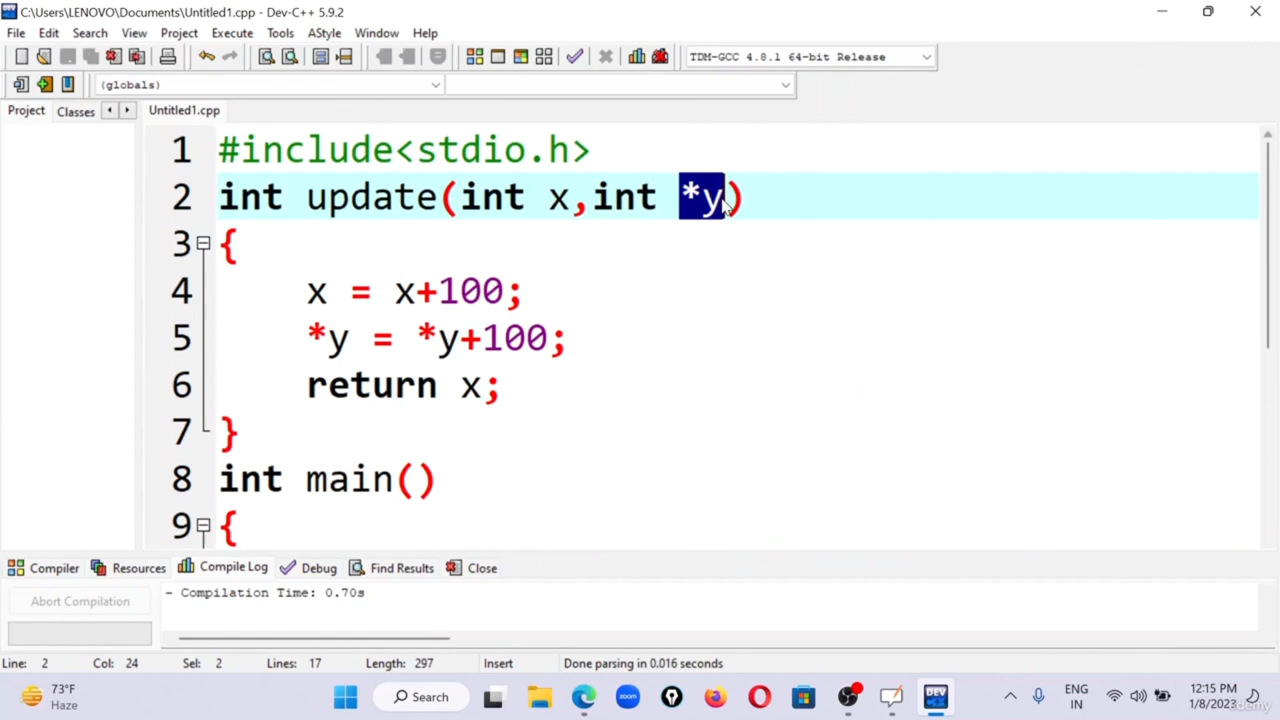 C:\Users\LENOVO\Documents\Untitled1.cpp - Dev-C++ 5.9.2
File Edit Search View Project Execute Tools AStyle Window Help
TDM-GCC 4.8.1 64-bit Release
(globals)
Project Classes Untitled1.cpp
1 #include<stdio.h>
2 int update(int x,int *y)
3 {
4 x = x+100;
5 *y = *y+100;
6 return x;
7 }
8 int main()
9 {
Compiler Resources Compile Log Debug Find Results Close
Abort Compilation
- Compilation Time: 0.70s
Line: 2 Col: 24 Sel: 2 Lines: 17 Length: 297 Insert Done parsing in 0.016 seconds
73°F
Haze
Search
zoom
DEV
ENG
IN
12:15 PM
1/8/2023